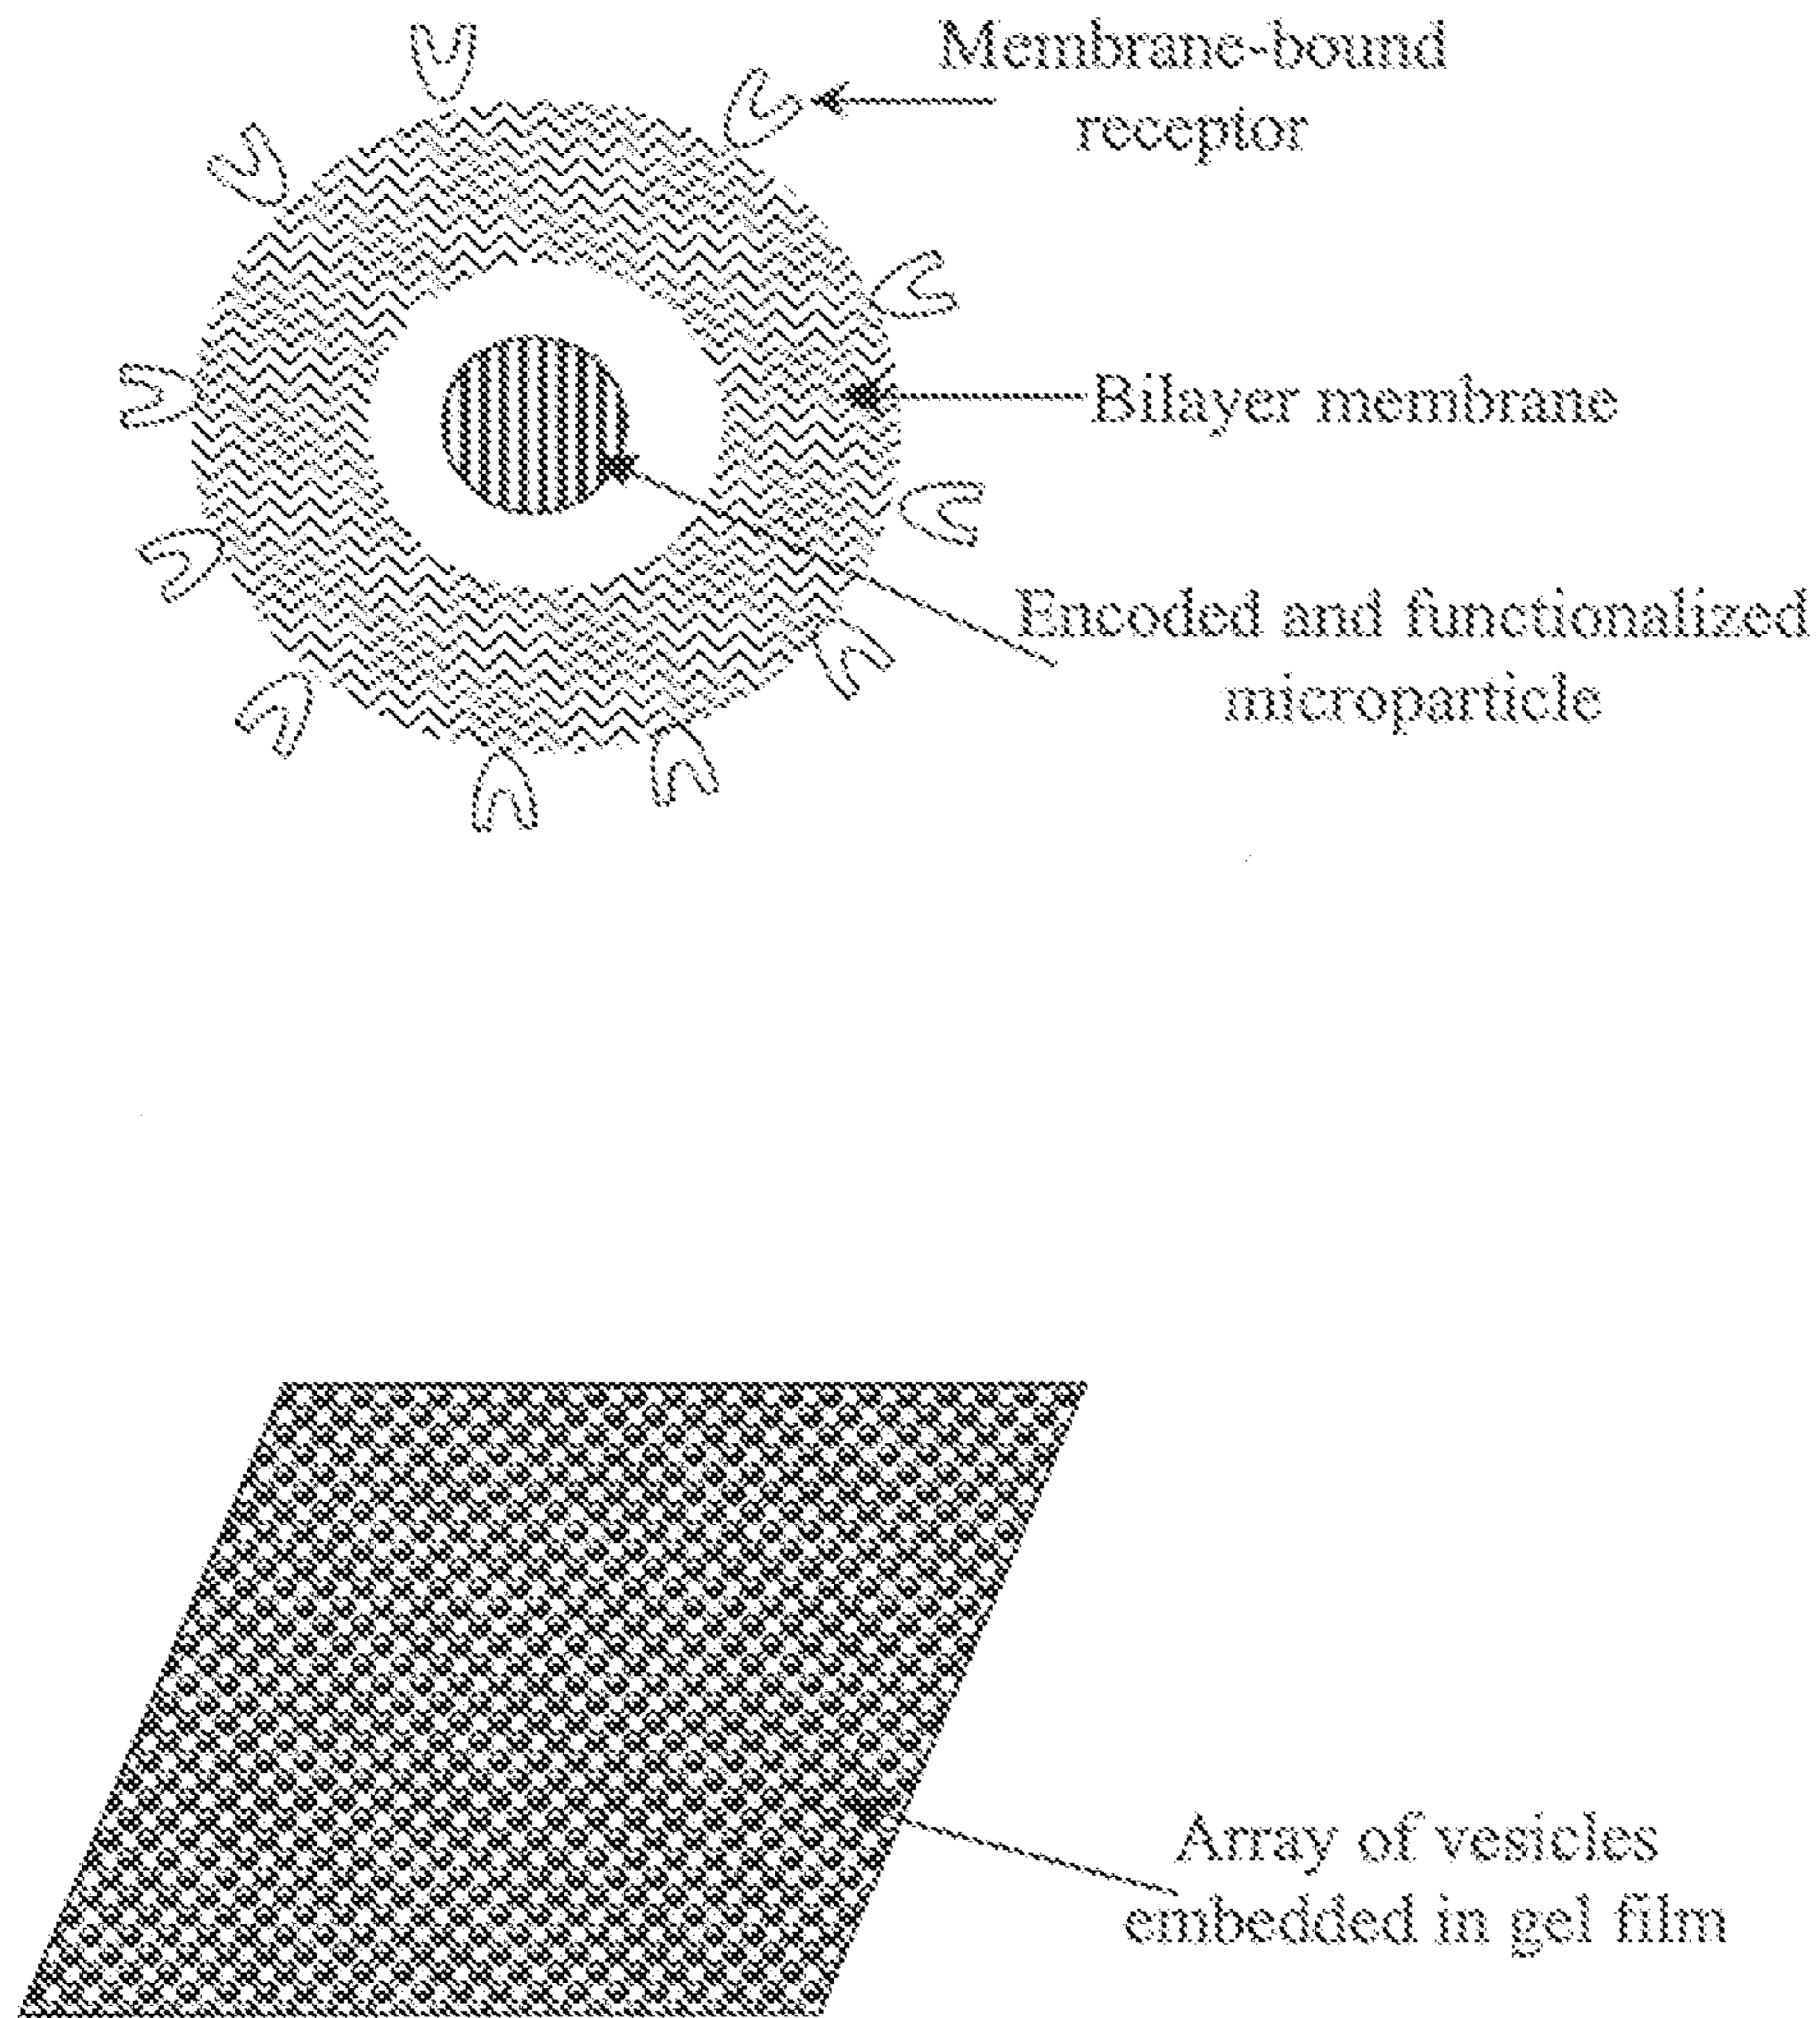 Membrane-bound
receptor
Bilayer membrane
Encoded and functionalized
microparticle
Array of vesicles
embedded in gel film